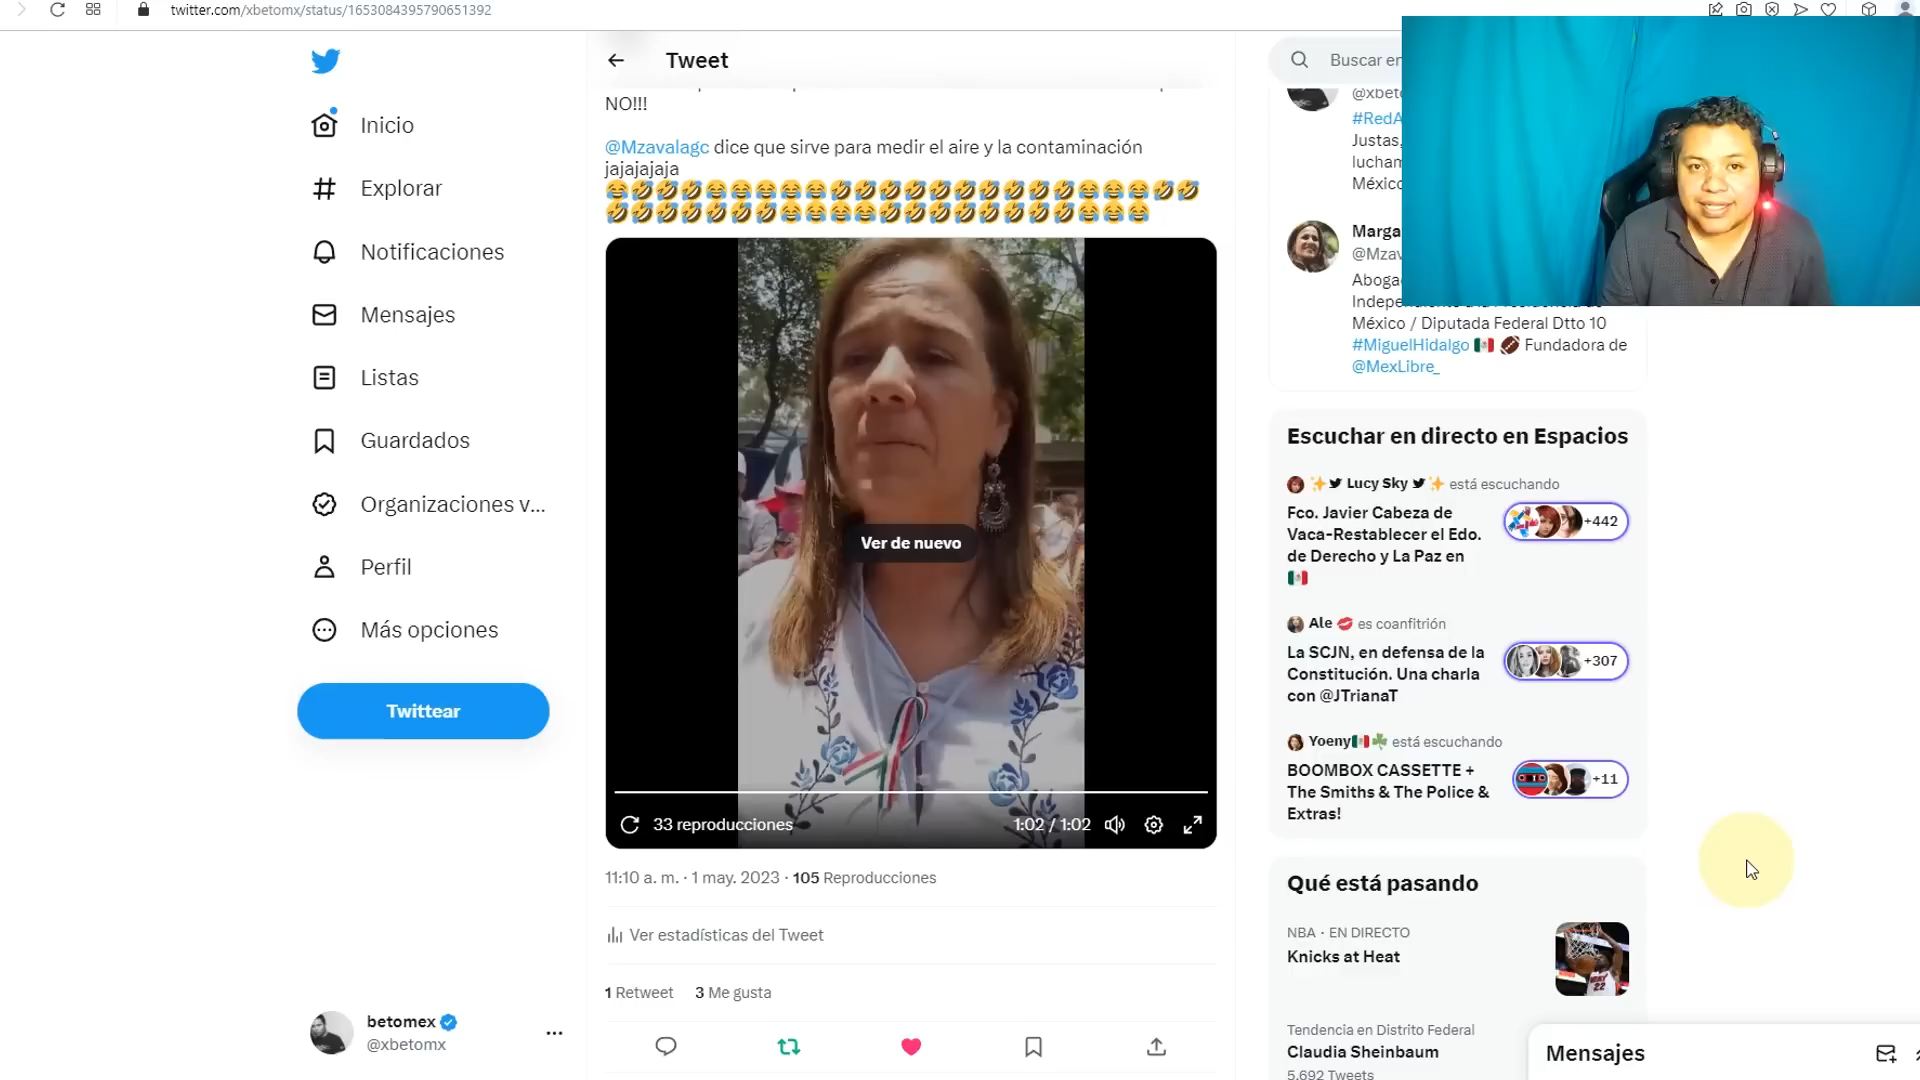 twitter.com/xbetomx/status/1653084395790651392
Inicio
Explorar
Notificaciones
Mensajes
Listas
Guardados
Organizaciones v...
Perfil
Más opciones
Twittear
betomex
@xbetomx
Tweet
NO!!!
@Mzavalagc dice que sirve para medir el aire y la contaminación
jajajajaja
😂🤣🤣🤣😂😂😂😂😂🤣🤣🤣🤣🤣🤣🤣🤣🤣🤣😂😂😂🤣🤣
🤣🤣🤣🤣🤣🤣🤣😂😂😂😂🤣🤣🤣🤣🤣🤣🤣🤣😂😂😂
Ver de nuevo
33 reproducciones
1:02 / 1:02
11:10 a. m. · 1 may. 2023 · 105 Reproducciones
Ver estadísticas del Tweet
1 Retweet 3 Me gusta
Buscar en
@xbeto
#RedA
Justas,
lucham
México
Marga
@Mzav
Aboga
México / Diputada Federal Dtto 10
#MiguelHidalgo 🇲🇽 🏈 Fundadora de
@MexLibre_
Escuchar en directo en Espacios
Lucy Sky está escuchando
Fco. Javier Cabeza de
Vaca-Restablecer el Edo.
de Derecho y La Paz en
🇲🇽
+442
Ale 💋 es coanfitrión
La SCJN, en defensa de la
Constitución. Una charla
con @JTrianaT
+307
Yoeny🇲🇽☘️ está escuchando
BOOMBOX CASSETTE +
The Smiths & The Police &
Extras!
+11
Qué está pasando
NBA · EN DIRECTO
Knicks at Heat
22
Tendencia en Distrito Federal
Claudia Sheinbaum
5,692 Tweets
Mensajes